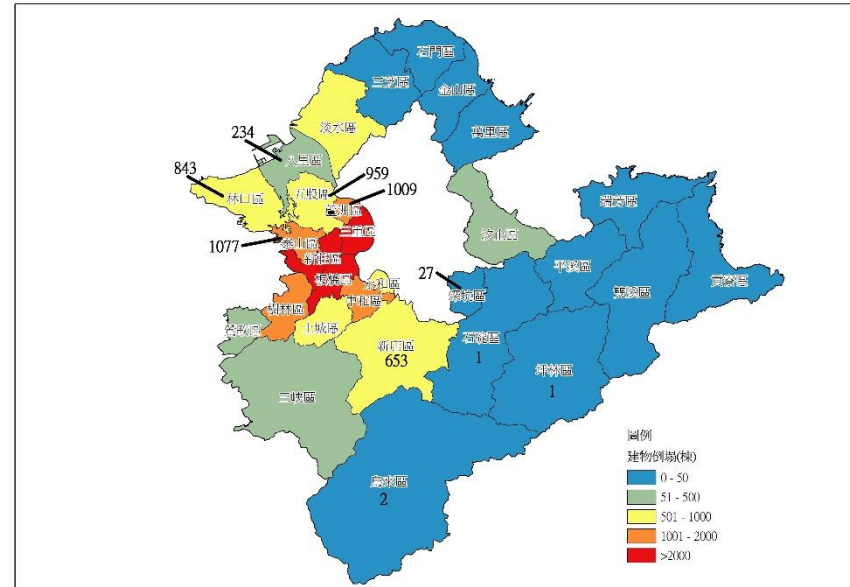 石門區
三芝區
金山區
淡水區
萬里區
234
八里區
843
959
林口區
五股區
1009
蘆洲區
瑞芳區
三重區
汐止區
1077
泰山區
新莊區
平溪區
27
板橋區
永和區
深坑區
雙溪區
貢寮區
中和區
樹林區
土城區
鶯歌區
新店區
653
石碇區
1
坪林區
1
三峽區
烏來區
2
圖例
建物倒塌(棟)
0 - 50
51 - 500
501 - 1000
1001 - 2000
>2000